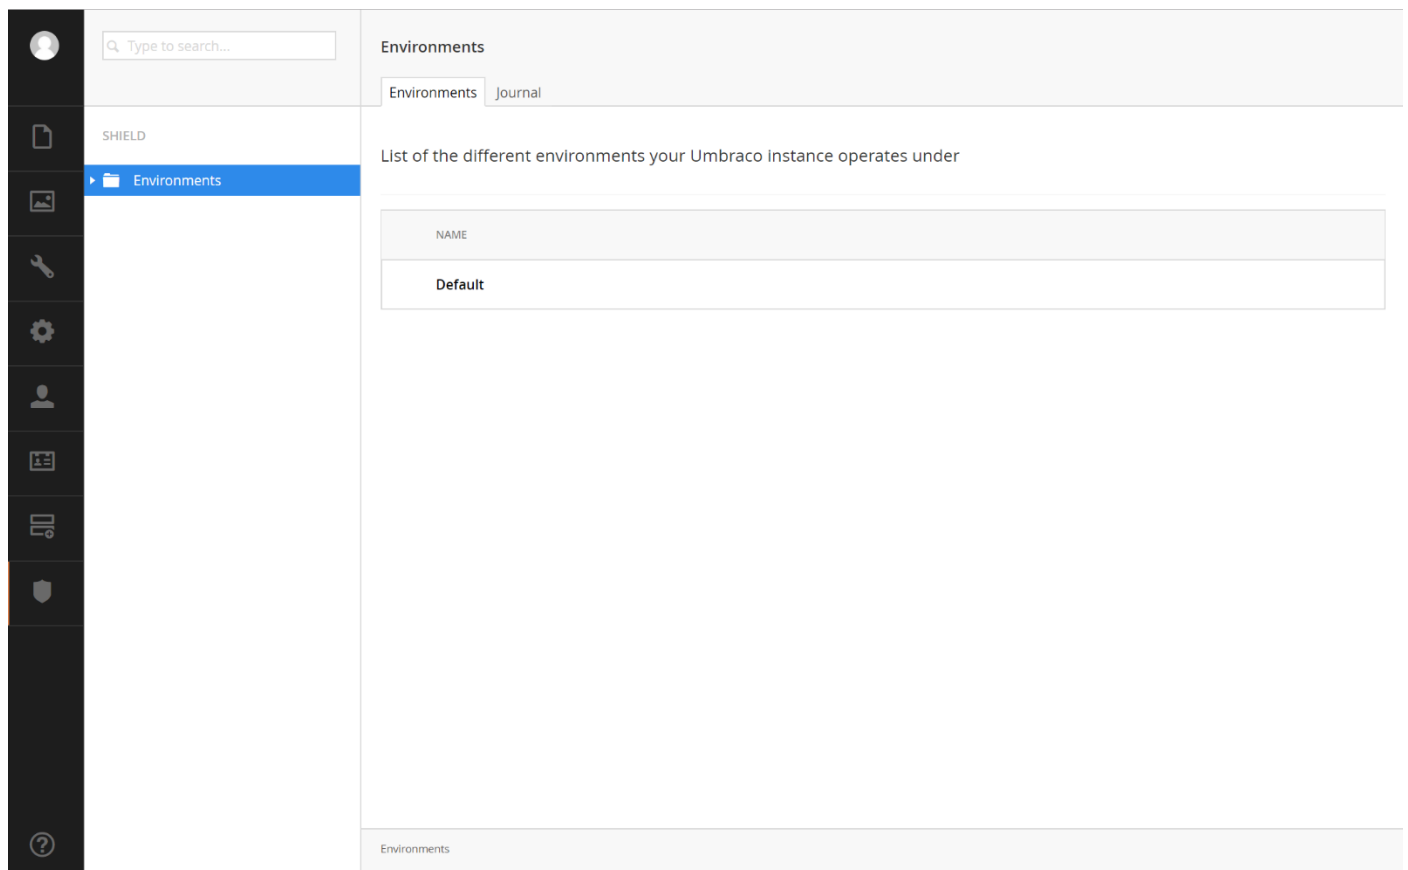 Type to search...
Environments
Environments
Journal
SHIELD
Environments
List of the different environments your Umbraco instance operates under
NAME
Default
Environments